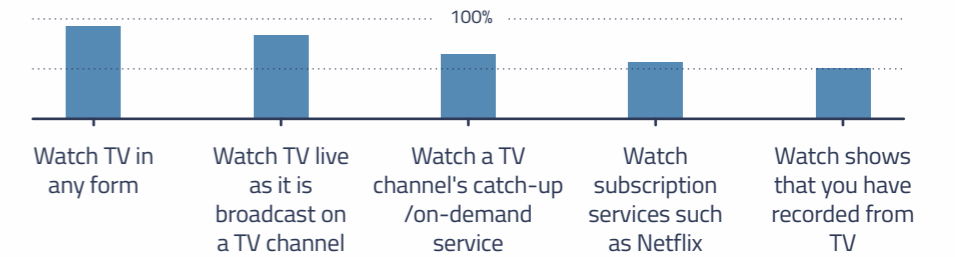 100%
Watch TV in
any form
Watch TV live
as it is
broadcast on
a TV channel
Watch a TV
channel's catch-up
/on-demand
service
Watch
subscription
services such
as Netflix
Watch shows
that you have
recorded from
TV